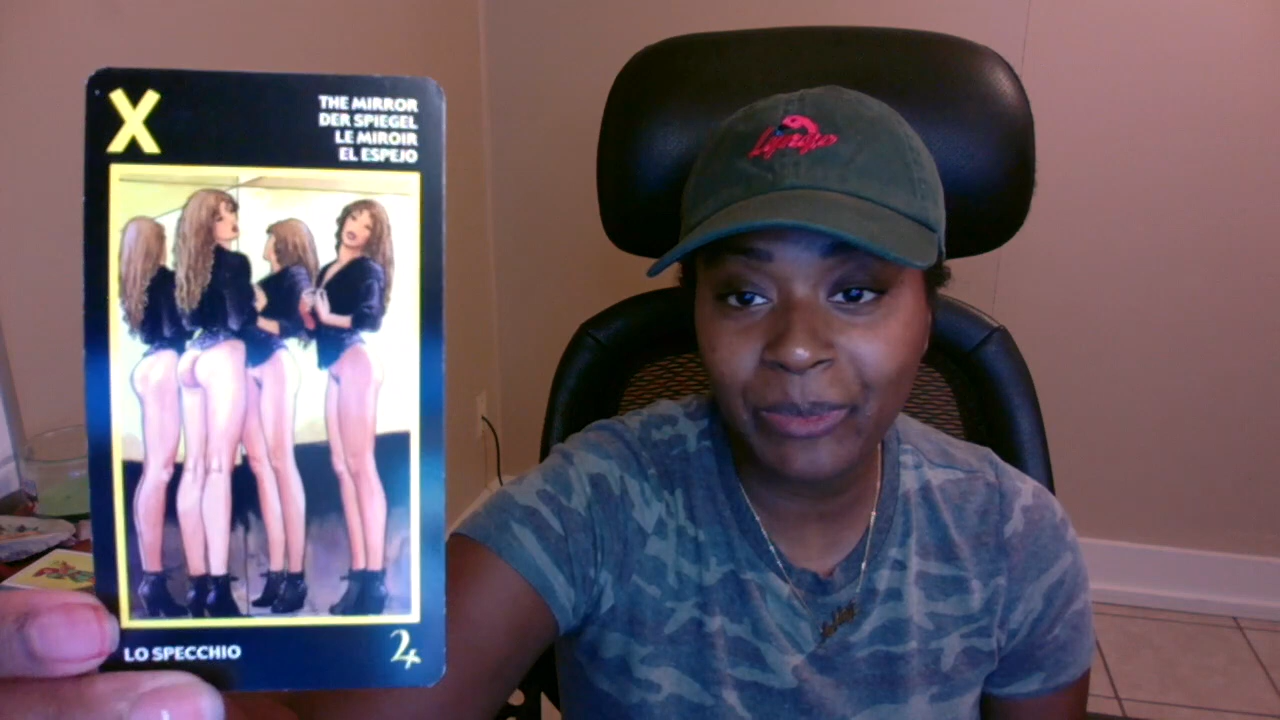 X
THE MIRROR
DER SPIEGEL
LE MIROIR
EL ESPEJO
LO SPECCHIO